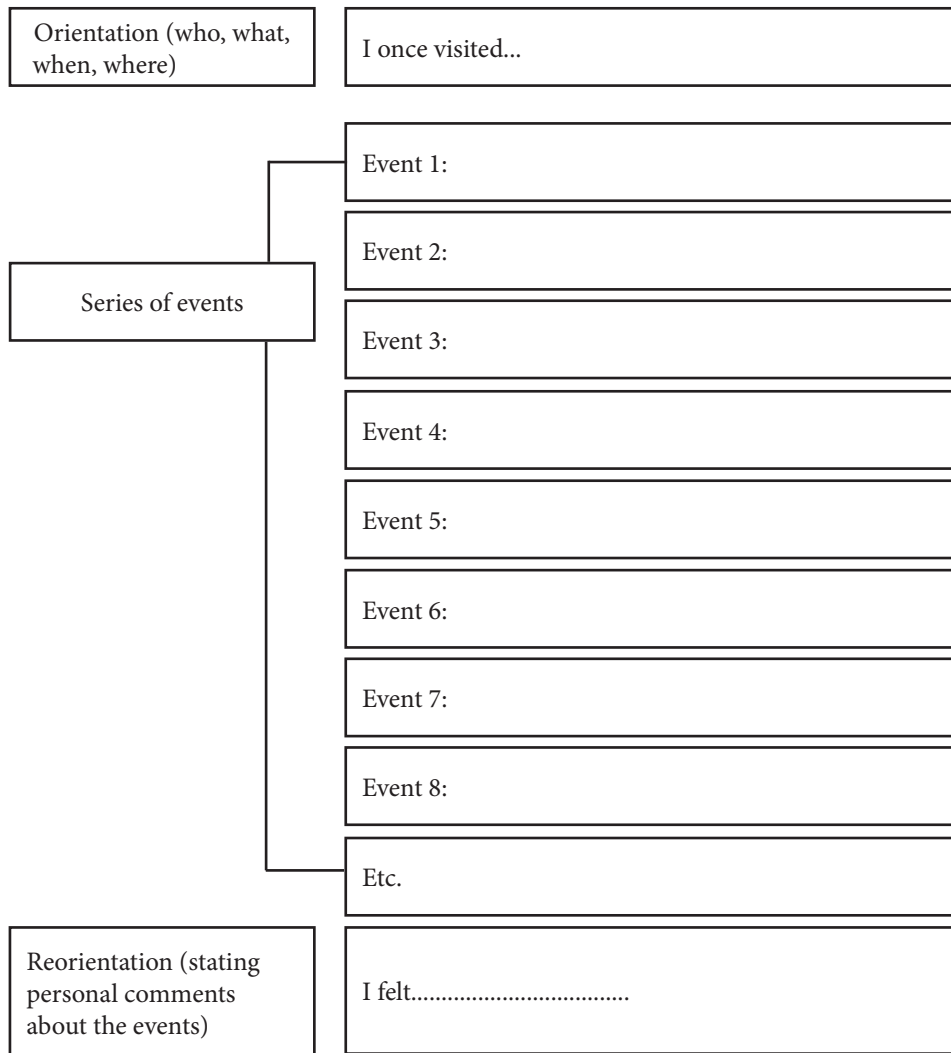 Orientation (who, what,
when, where)
I once visited...
Event 1:
Event 2:
Series of events
Event 3:
Event 4:
Event 5:
Event 6:
Event 7:
Event 8:
Etc.
Reorientation (stating
personal comments
about the events)
I felt....................................